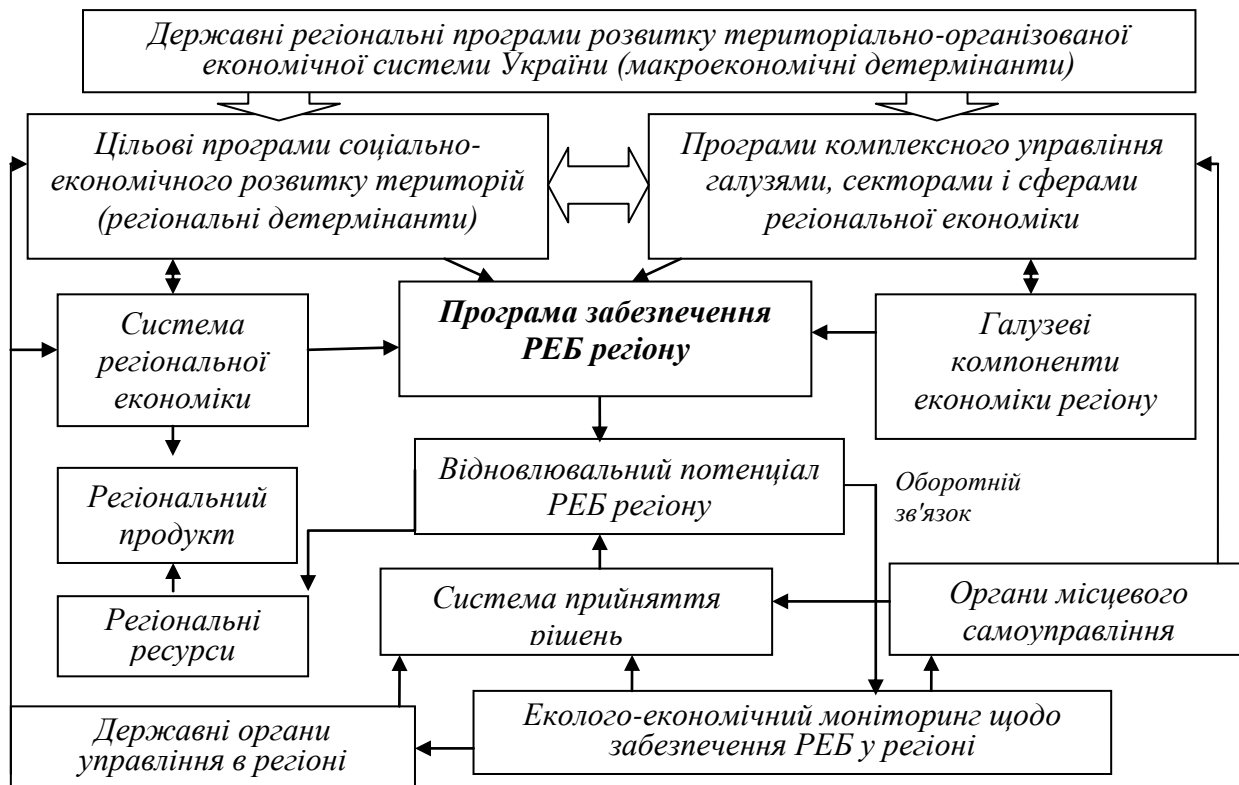 Державні регіональні програми розвитку територіально-організованої
економічної системи України (макроекономічні детермінанти)
Цільові програми соціально-
економічного розвитку територій
(регіональні детермінанти)
Програми комплексного управління
галузями, секторами і сферами
регіональної економіки
Система
регіональної
економіки
Програма забезпечення
РЕБ регіону
Галузеві
компоненти
економіки регіону
Регіональний
продукт
Відновлювальний потенціал
РЕБ регіону
Оборотній
зв'язок
Регіональні
ресурси
Система прийняття
рішень
Органи місцевого
самоуправління
Державні органи
управління в регіоні
Еколого-економічний моніторинг щодо
забезпечення РЕБ у регіоні